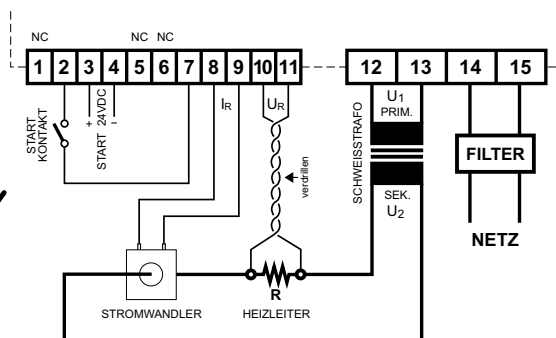 NC NC NC
1 2 3 4 5 6 7 8 9 10 11 12 13 14 15
START
KONTAKT
+ –
START 24VDC
IR
UR
verdrillen
SCHWEISSTRAFO
U1
PRIM.
SEK.
U2
FILTER
NETZ
R
STROMWANDLER
HEIZLEITER